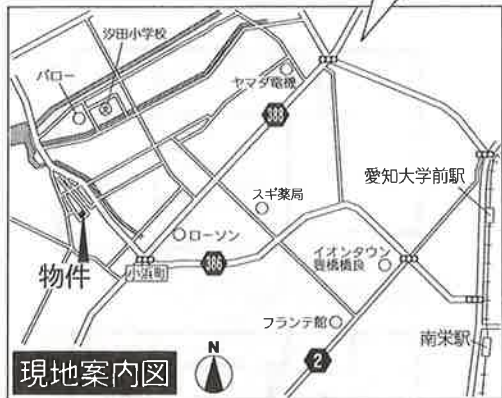 汐田小学校
バロー
ヤマダ電機
388
愛知大学前駅
スギ薬局
ローソン
物件
小浜町
386
イオンタウン
豊橋橋良
フランテ館
南栄駅
2
現地案内図
N